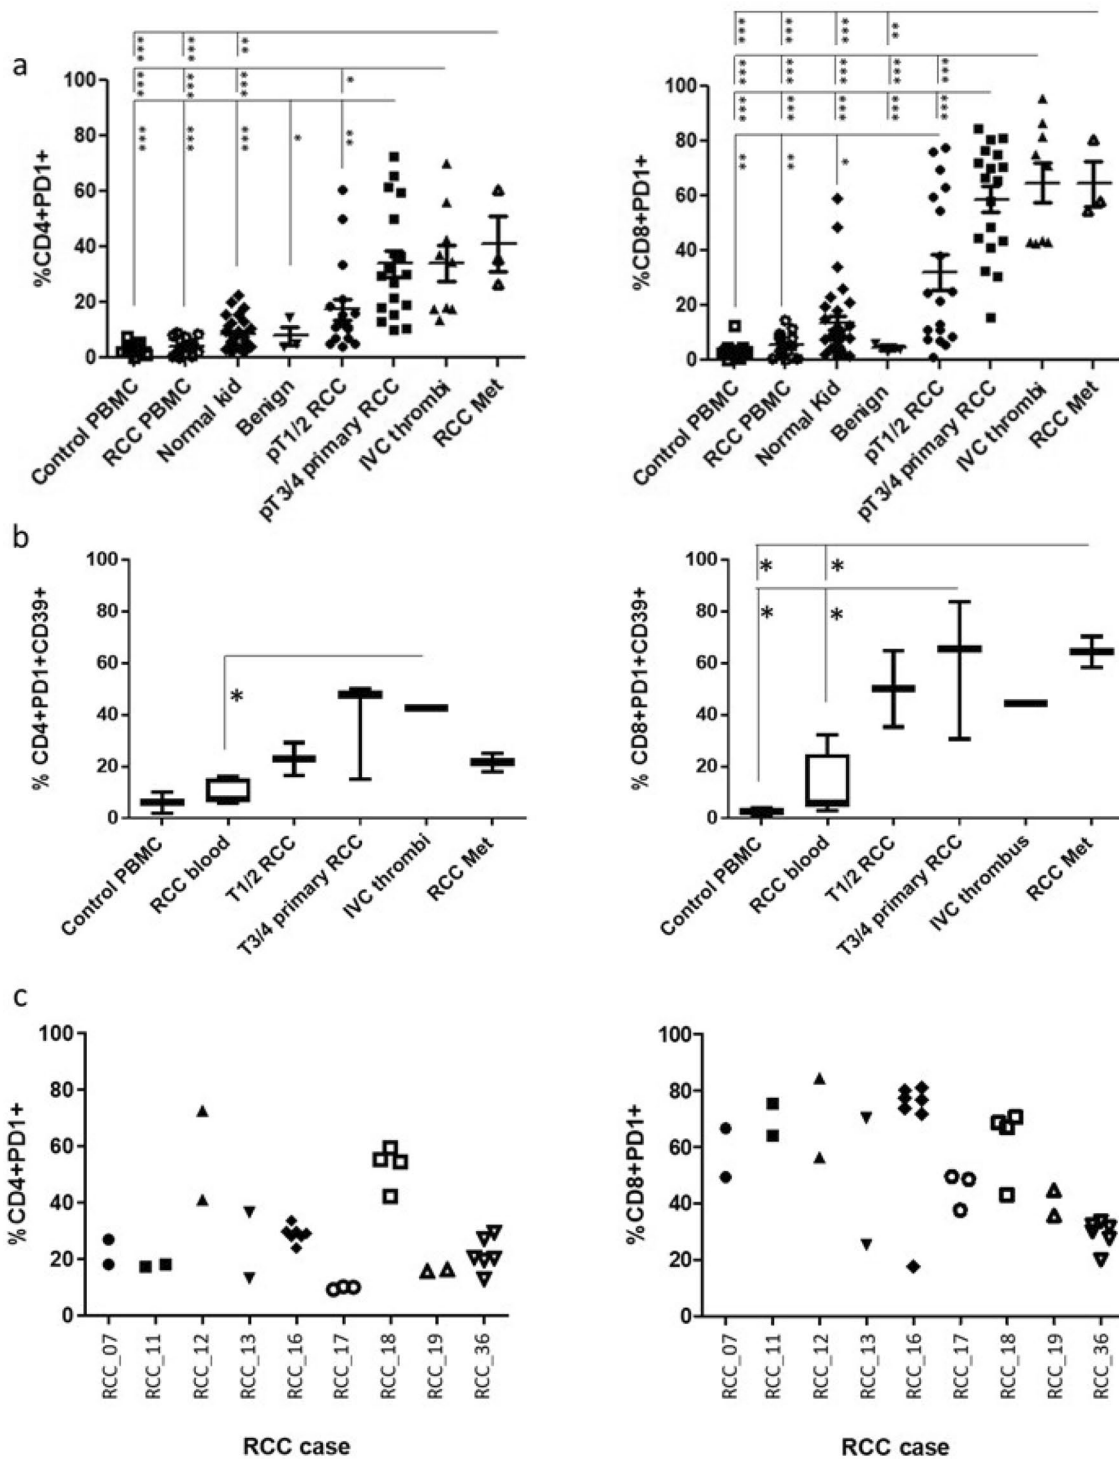 a
*** *** **
*** *** *** *
*** *** *** * **
%CD4+PD1+
100
80
60
40
20
0
Control PBMC
RCC PBMC
Normal kid
Benign
pT1/2 RCC
pT3/4 primary RCC
IVC thrombi
RCC Met
*** *** *** **
*** *** *** *** ***
*** *** *** *** ***
** ** *
%CD8+PD1+
100
80
60
40
20
0
Control PBMC
RCC PBMC
Normal Kid
Benign
pT1/2 RCC
pT3/4 primary RCC
IVC thrombi
RCC Met
b
% CD4+PD1+CD39+
100
80
60
40
20
0
*
Control PBMC
RCC blood
T1/2 RCC
T3/4 primary RCC
IVC thrombi
RCC Met
% CD8+PD1+CD39+
100
80
60
40
20
0
* *
* *
Control PBMC
RCC blood
T1/2 RCC
T3/4 primary RCC
IVC thrombus
RCC Met
c
%CD4+PD1+
100
80
60
40
20
0
RCC_07
RCC_11
RCC_12
RCC_13
RCC_16
RCC_17
RCC_18
RCC_19
RCC_36
RCC case
%CD8+PD1+
100
80
60
40
20
0
RCC_07
RCC_11
RCC_12
RCC_13
RCC_16
RCC_17
RCC_18
RCC_19
RCC_36
RCC case